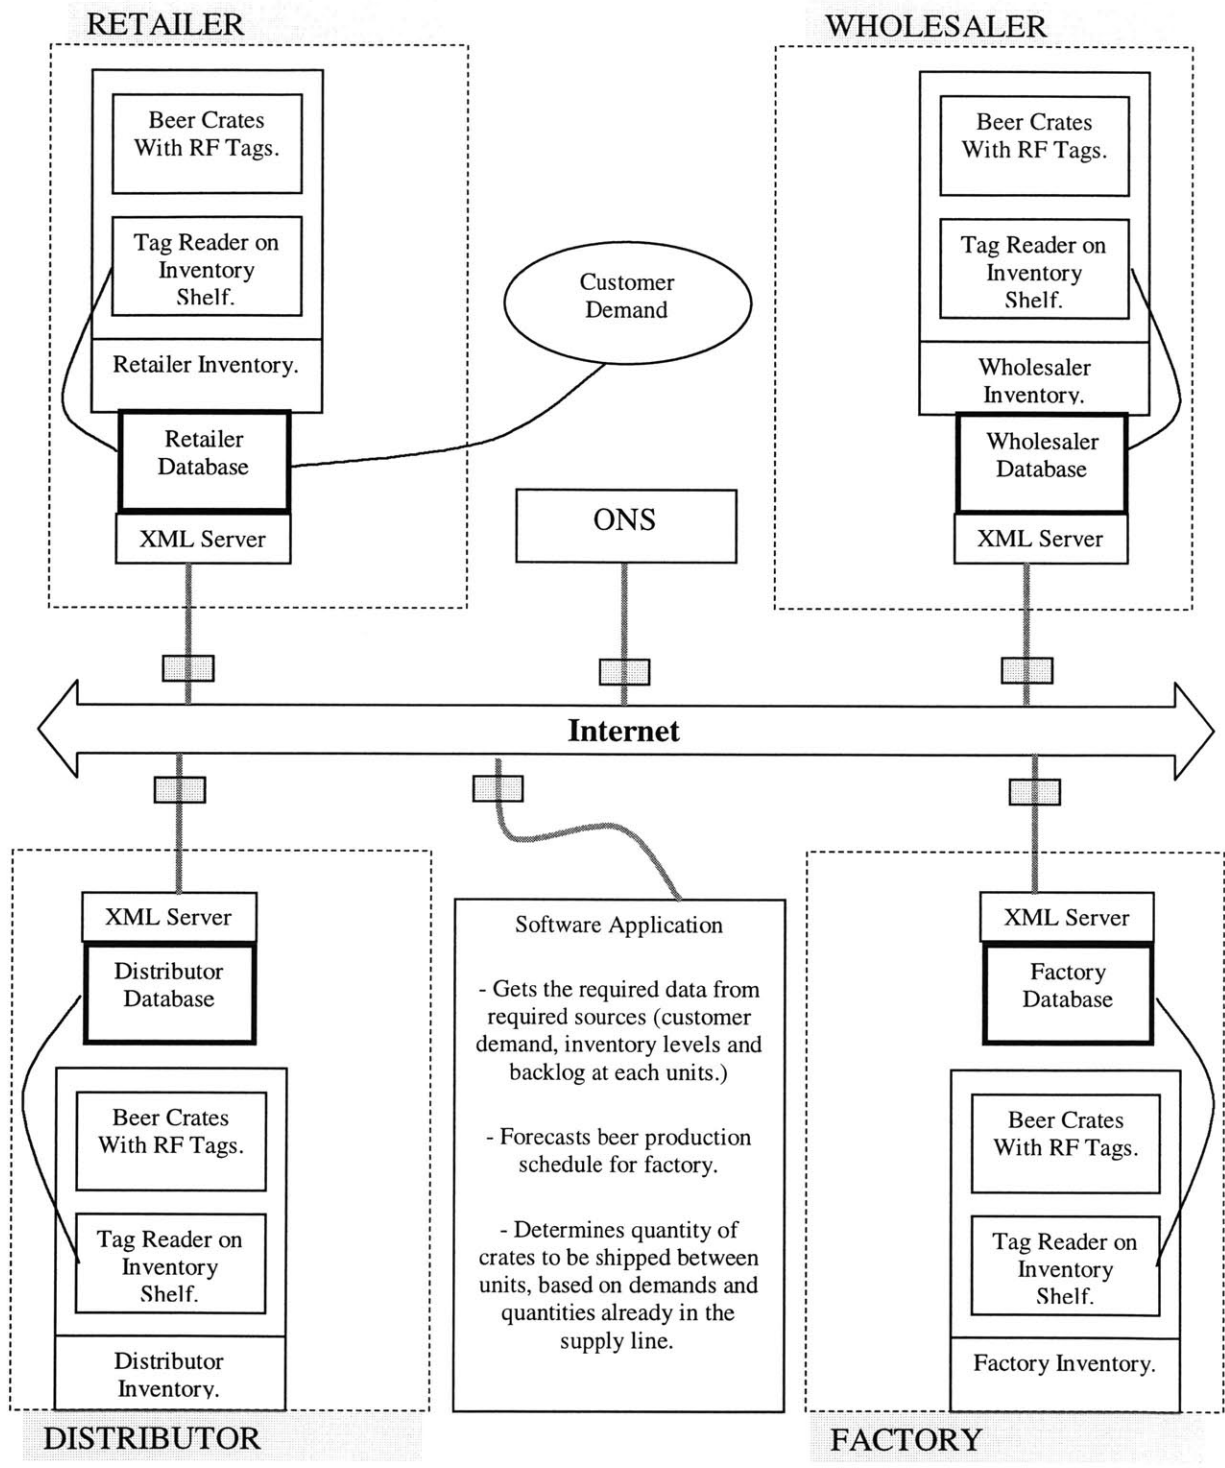 RETAILER
Beer Crates
With RF Tags.
Tag Reader on
Inventory
Shelf.
Retailer Inventory.
Retailer
Database
XML Server
Customer
Demand
ONS
WHOLESALER
Beer Crates
With RF Tags.
Tag Reader on
Inventory
Shelf.
Wholesaler
Inventory.
Wholesaler
Database
XML Server
Internet
XML Server
Distributor
Database
Beer Crates
With RF Tags.
Tag Reader on
Inventory
Shelf.
Distributor
Inventory.
DISTRIBUTOR
Software Application
- Gets the required data from
required sources (customer
demand, inventory levels and
backlog at each units.)
- Forecasts beer production
schedule for factory.
- Determines quantity of
crates to be shipped between
units, based on demands and
quantities already in the
supply line.
XML Server
Factory
Database
Beer Crates
With RF Tags.
Tag Reader on
Inventory
Shelf.
Factory Inventory.
FACTORY